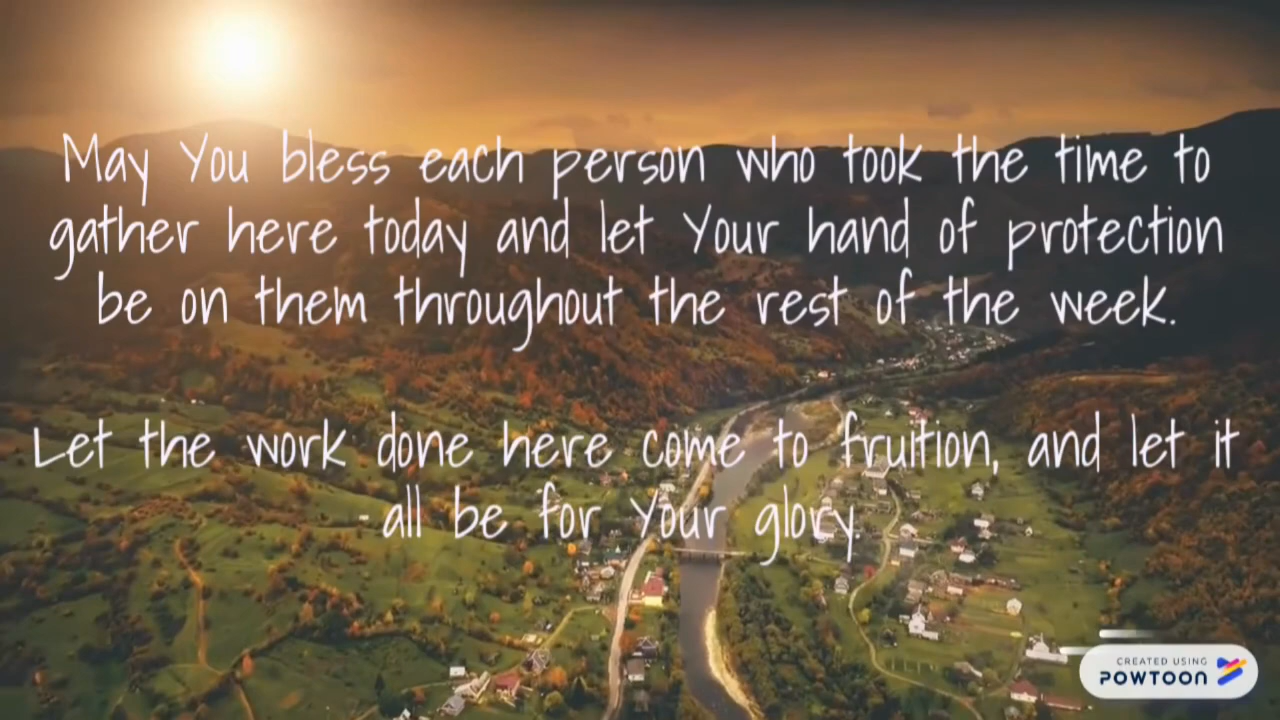 May You bless each person who took the time to
gather here today and let Your hand of protection
be on them throughout the rest of the week.
Let the work done here come to fruition, and let it
all be for Your glory.
CREATED USING
POWTOON